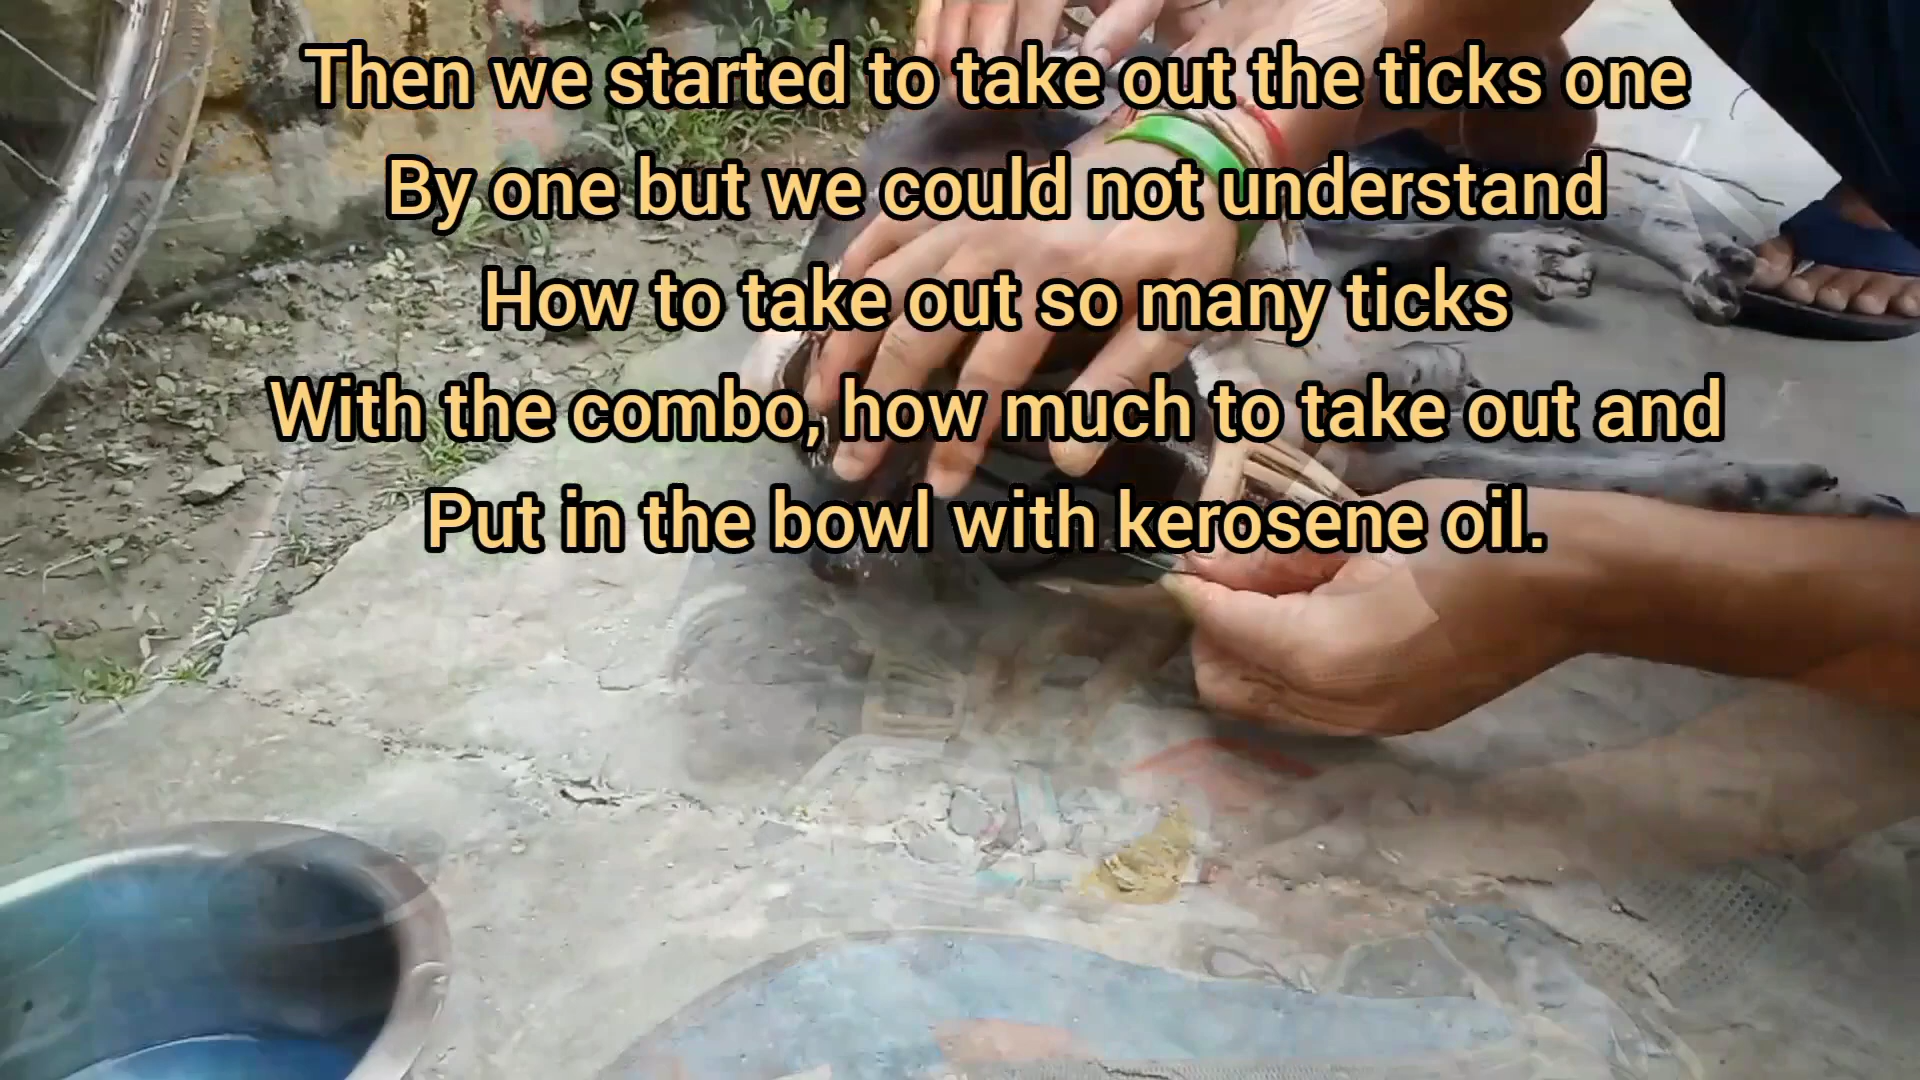 Then we started to take out the ticks one
By one but we could not understand
How to take out so many ticks
With the combo, how much to take out and
Put in the bowl with kerosene oil.